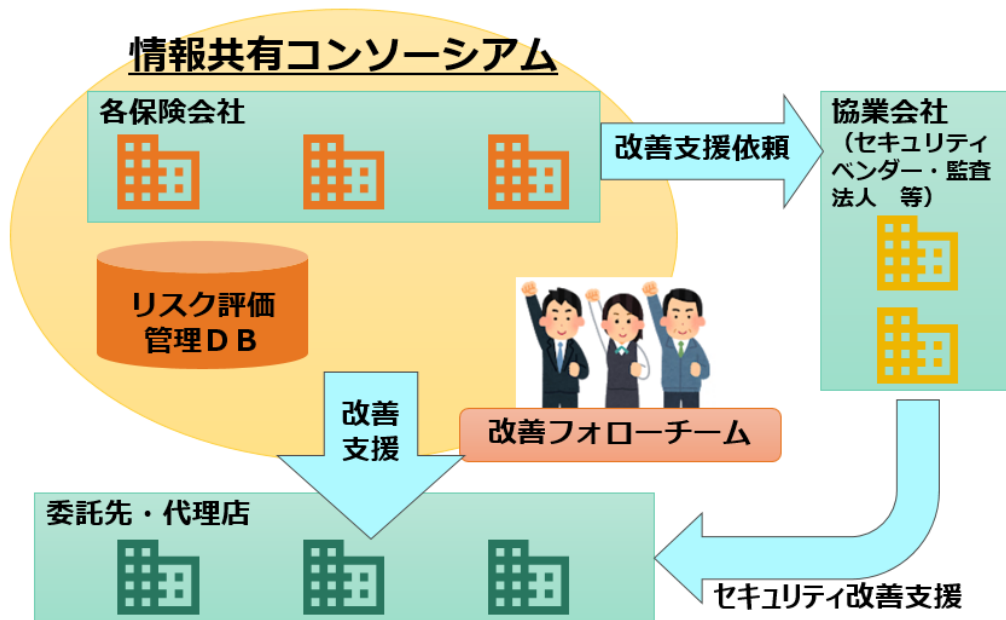 情報共有コンソーシアム
各保険会社
改善支援依頼
協業会社
（セキュリティ
ベンダー・監査
法人　等）
リスク評価
管理ＤＢ
改善
支援
改善フォローチーム
委託先・代理店
セキュリティ改善支援